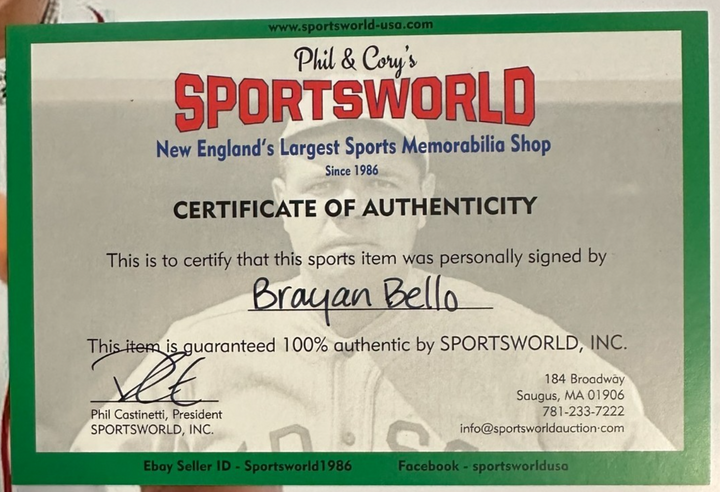 www.sportsworld-usa.com
Phil & Cory's
SPORTSWORLD
New England's Largest Sports Memorabilia Shop
Since 1986
CERTIFICATE OF AUTHENTICITY
This is to certify that this sports item was personally signed by
Brayan Bello
This item is guaranteed 100% authentic by SPORTSWORLD, INC.
Phil Castinetti, President
SPORTSWORLD, INC.
184 Broadway
Saugus, MA 01906
781-233-7222
info@sportsworldauction.com
Ebay Seller ID - Sportsworld1986 Facebook - sportsworldusa